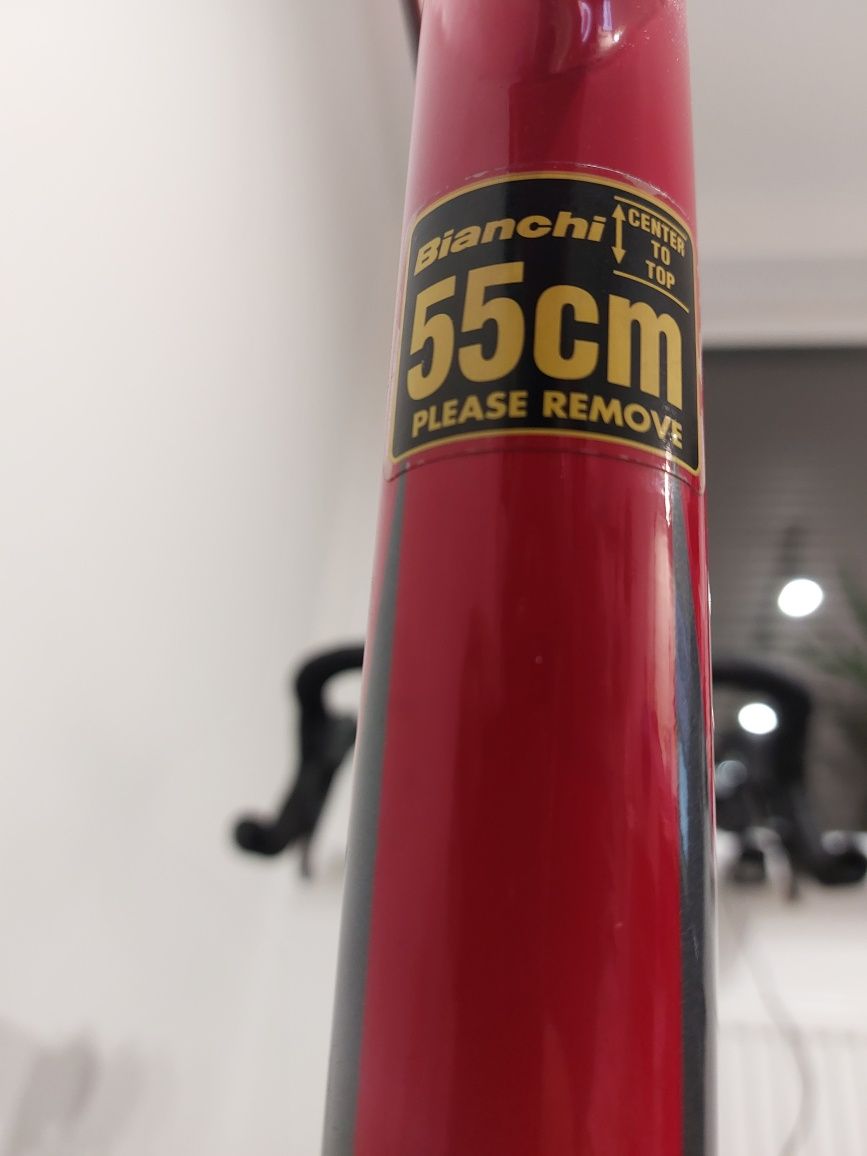 Bianchi
CENTER
TO
TOP
55cm
PLEASE REMOVE